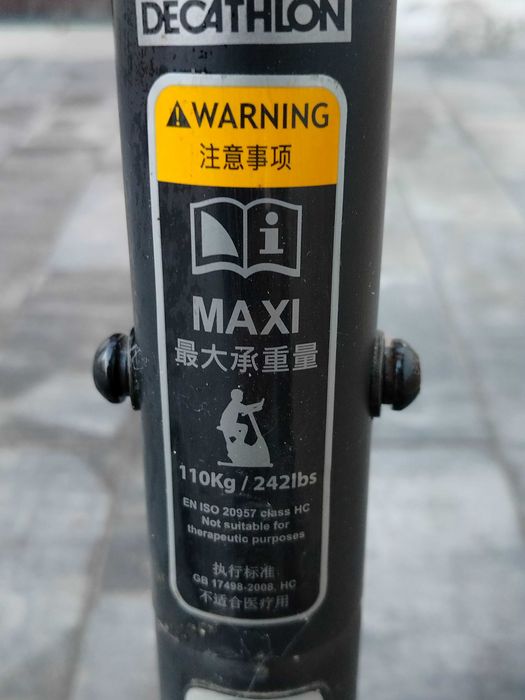 DECATHLON
WARNING
注意事项
MAXI
最大承重量
110Kg / 242lbs
EN ISO 20957 class HC
Not suitable for
therapeutic purposes
执行标准:
GB 17498-2008, HC
不适合医疗用